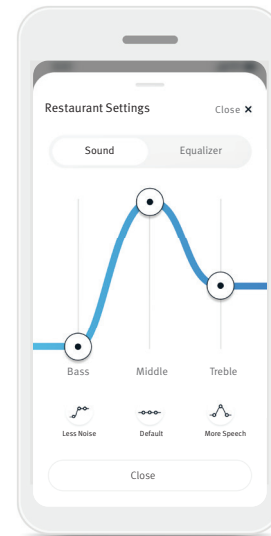 Restaurant Settings
Close ×
Sound Equalizer
Bass Middle Treble
Less Noise Default More Speech
Close